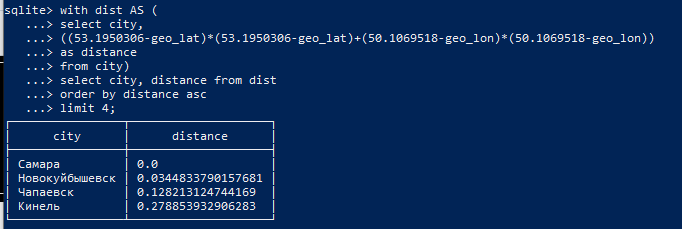 sqlite> with dist AS (
...> select city,
...> ((53.1950306-geo_lat)*(53.1950306-geo_lat)+(50.1069518-geo_lon)*(50.1069518-geo_lon))
...> as distance
...> from city)
...> select city, distance from dist
...> order by distance asc
...> limit 4;
city distance
Самара 0.0
Новокуйбышевск 0.0344833790157681
Чапаевск 0.128213124744169
Кинель 0.278853932906283